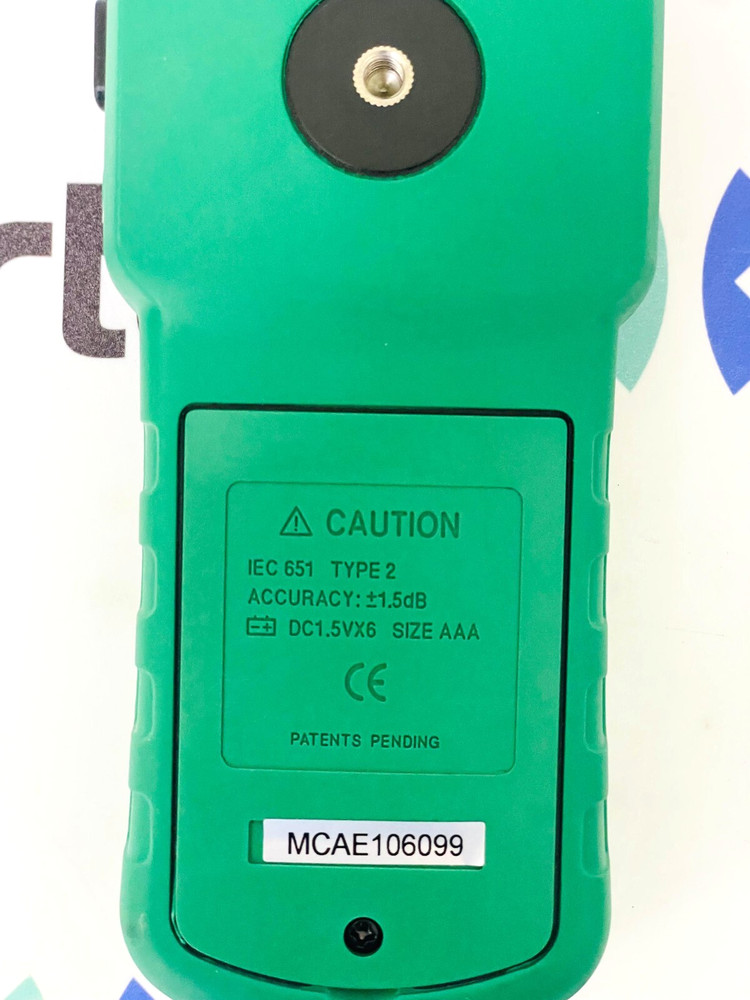 CAUTION
IEC 651 TYPE 2
ACCURACY: ±1.5dB
DC1.5VX6 SIZE AAA
CE
PATENTS PENDING
MCAE106099